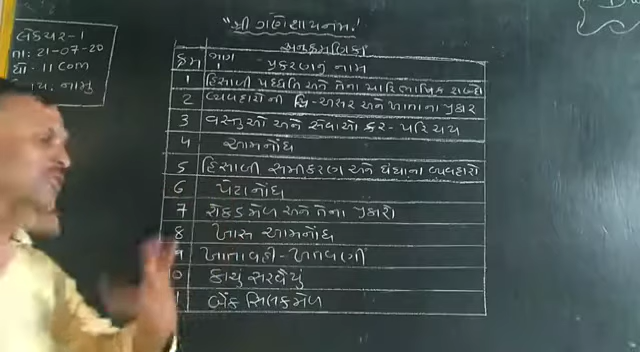 "શ્રી ગણેશાય નમઃ"
લેક્ચર-1
તા: 21-07-20
ધો: 11 Com
વિષય: નામુ
અનુક્રમણિકા
ક્રમ ભાગ 1 પ્રકરણનું નામ
1 હિસાબી પદ્ધતિ અને તેના પારિભાષિક શબ્દો
2 વ્યવહારોની દ્વિ-અસર અને ખાતાના પ્રકાર
3 વસ્તુઓ અને સેવાઓ કર-પરિચય
4 આમનોંધ
5 હિસાબી સમીકરણ અને ધંધાના વ્યવહારો
6 પેટાનોંધ
7 રોકડમેળ અને તેના પ્રકારો
8 ખાસ આમનોંધ
9 ખાતાવહી-ખતવણી
10 કાચું સરવૈયું
11 બેંક સિલકમેળ